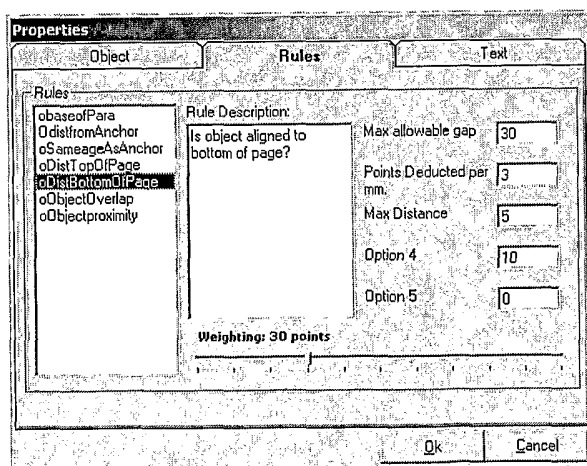 Properties
Object
Rules
Text
Rules
obaseofPara
OdistfromAnchor
oSameageAsAnchor
oDistTopOfPage
oDistBottomOfPage
oObjectOverlap
oObjectproximity
Rule Description:
Is object aligned to
bottom of page?
Max allowable gap
30
Points Deducted per
mm.
3
Max Distance
5
Option 4
10
Option 5
0
Weighting: 30 points
Ok
Cancel